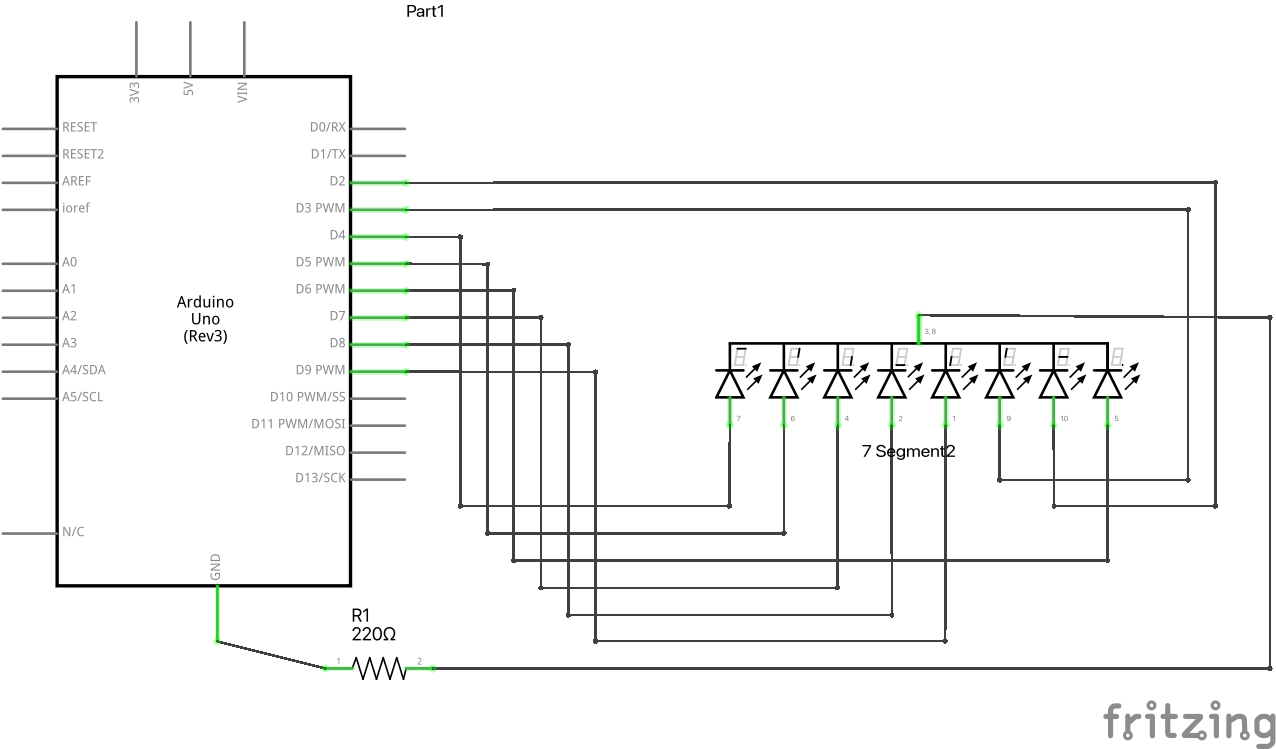 Part1
3V3
5V
VIN
RESET
RESET2
AREF
ioref
A0
A1
A2
A3
A4/SDA
A5/SCL
N/C
Arduino
Uno
(Rev3)
D0/RX
D1/TX
D2
D3 PWM
D4
D5 PWM
D6 PWM
D7
D8
D9 PWM
D10 PWM/SS
D11 PWM/MOSI
D12/MISO
D13/SCK
GND
3,8
7
6
4
2
1
9
10
5
7 Segment2
R1
220Ω
1
2
fritzing